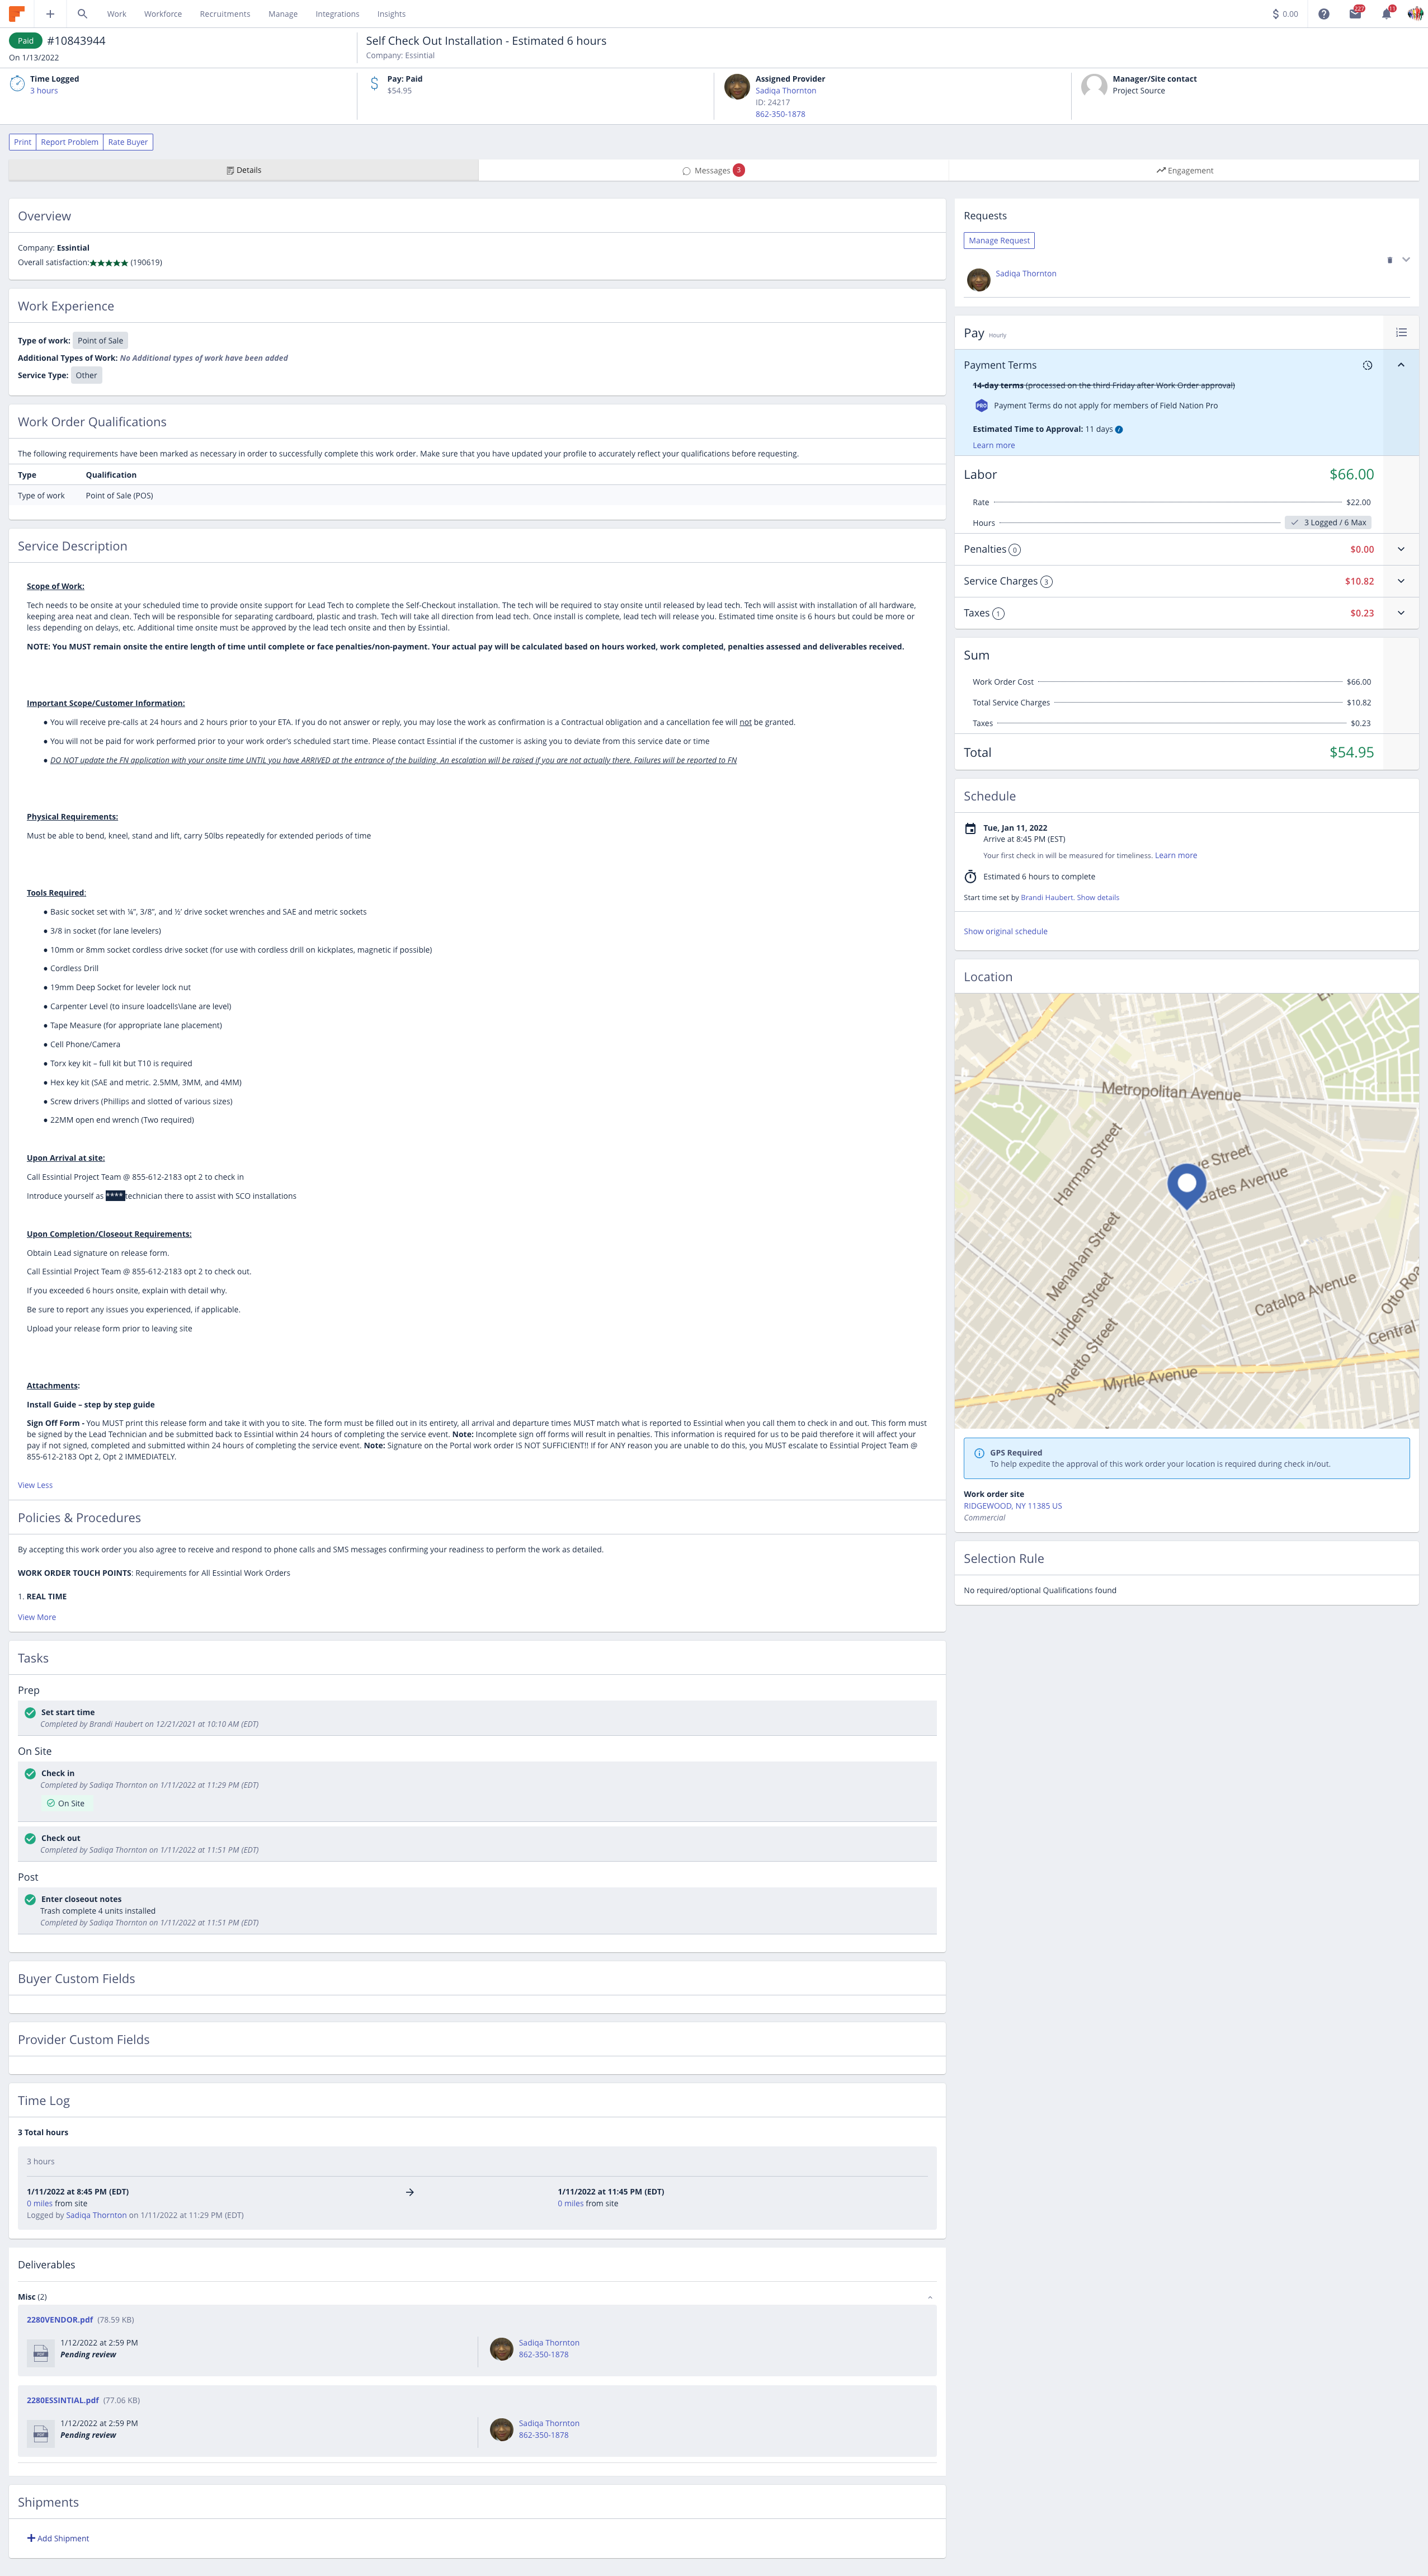 Work Workforce Recruitments Manage Integrations Insights $ 0.00
Paid #10843944
On 1/13/2022
Self Check Out Installation - Estimated 6 hours
Company: Essintial
Time Logged
3 hours
Pay: Paid
$54.95
Assigned Provider
Sadiqa Thornton
ID: 24217
862-350-1878
Manager/Site contact
Project Source
Print Report Problem Rate Buyer
Details Messages 3 Engagement
Overview
Company: Essintial
Overall satisfaction:★★★★★ (190619)
Work Experience
Type of work: Point of Sale
Additional Types of Work: No Additional types of work have been added
Service Type: Other
Work Order Qualifications
The following requirements have been marked as necessary in order to successfully complete this work order. Make sure that you have updated your profile to accurately reflect your qualifications before requesting.
Type Qualification
Type of work Point of Sale (POS)
Service Description
Scope of Work:
Tech needs to be onsite at your scheduled time to provide onsite support for Lead Tech to complete the Self-Checkout installation. The tech will be required to stay onsite until released by lead tech. Tech will assist with installation of all hardware,
keeping area neat and clean. Tech will be responsible for separating cardboard, plastic and trash. Tech will take all direction from lead tech. Once install is complete, lead tech will release you. Estimated time onsite is 6 hours but could be more or
less depending on delays, etc. Additional time onsite must be approved by the lead tech onsite and then by Essintial.
NOTE: You MUST remain onsite the entire length of time until complete or face penalties/non-payment. Your actual pay will be calculated based on hours worked, work completed, penalties assessed and deliverables received.
Important Scope/Customer Information:
● You will receive pre-calls at 24 hours and 2 hours prior to your ETA. If you do not answer or reply, you may lose the work as confirmation is a Contractual obligation and a cancellation fee will not be granted.
● You will not be paid for work performed prior to your work order's scheduled start time. Please contact Essintial if the customer is asking you to deviate from this service date or time
● DO NOT update the FN application with your onsite time UNTIL you have ARRIVED at the entrance of the building. An escalation will be raised if you are not actually there. Failures will be reported to FN
Physical Requirements:
Must be able to bend, kneel, stand and lift, carry 50lbs repeatedly for extended periods of time
Tools Required:
● Basic socket set with ¼", 3/8", and ½' drive socket wrenches and SAE and metric sockets
● 3/8 in socket (for lane levelers)
● 10mm or 8mm socket cordless drive socket (for use with cordless drill on kickplates, magnetic if possible)
● Cordless Drill
● 19mm Deep Socket for leveler lock nut
● Carpenter Level (to insure loadcells\lane are level)
● Tape Measure (for appropriate lane placement)
● Cell Phone/Camera
● Torx key kit – full kit but T10 is required
● Hex key kit (SAE and metric. 2.5MM, 3MM, and 4MM)
● Screw drivers (Phillips and slotted of various sizes)
● 22MM open end wrench (Two required)
Upon Arrival at site:
Call Essintial Project Team @ 855-612-2183 opt 2 to check in
Introduce yourself as **** technician there to assist with SCO installations
Upon Completion/Closeout Requirements:
Obtain Lead signature on release form.
Call Essintial Project Team @ 855-612-2183 opt 2 to check out.
If you exceeded 6 hours onsite, explain with detail why.
Be sure to report any issues you experienced, if applicable.
Upload your release form prior to leaving site
Attachments:
Install Guide – step by step guide
Sign Off Form - You MUST print this release form and take it with you to site. The form must be filled out in its entirety, all arrival and departure times MUST match what is reported to Essintial when you call them to check in and out. This form must
be signed by the Lead Technician and be submitted back to Essintial within 24 hours of completing the service event. Note: Incomplete sign off forms will result in penalties. This information is required for us to be paid therefore it will affect your
pay if not signed, completed and submitted within 24 hours of completing the service event. Note: Signature on the Portal work order IS NOT SUFFICIENT!! If for ANY reason you are unable to do this, you MUST escalate to Essintial Project Team @
855-612-2183 Opt 2, Opt 2 IMMEDIATELY.
View Less
Policies & Procedures
By accepting this work order you also agree to receive and respond to phone calls and SMS messages confirming your readiness to perform the work as detailed.
WORK ORDER TOUCH POINTS: Requirements for All Essintial Work Orders
1. REAL TIME
View More
Tasks
Prep
Set start time
Completed by Brandi Haubert on 12/21/2021 at 10:10 AM (EDT)
On Site
Check in
Completed by Sadiqa Thornton on 1/11/2022 at 11:29 PM (EDT)
On Site
Check out
Completed by Sadiqa Thornton on 1/11/2022 at 11:51 PM (EDT)
Post
Enter closeout notes
Trash complete 4 units installed
Completed by Sadiqa Thornton on 1/11/2022 at 11:51 PM (EDT)
Buyer Custom Fields
Provider Custom Fields
Time Log
3 Total hours
3 hours
1/11/2022 at 8:45 PM (EDT) → 1/11/2022 at 11:45 PM (EDT)
0 miles from site 0 miles from site
Logged by Sadiqa Thornton on 1/11/2022 at 11:29 PM (EDT)
Deliverables
Misc (2)
2280VENDOR.pdf (78.59 KB)
1/12/2022 at 2:59 PM
Pending review
Sadiqa Thornton
862-350-1878
2280ESSINTIAL.pdf (77.06 KB)
1/12/2022 at 2:59 PM
Pending review
Sadiqa Thornton
862-350-1878
Shipments
Add Shipment
Requests
Manage Request
Sadiqa Thornton
Pay Hourly
Payment Terms
14-day terms (processed on the third Friday after Work Order approval)
PRO Payment Terms do not apply for members of Field Nation Pro
Estimated Time to Approval: 11 days
Learn more
Labor $66.00
Rate $22.00
Hours 3 Logged / 6 Max
Penalties 0 $0.00
Service Charges 3 $10.82
Taxes 1 $0.23
Sum
Work Order Cost $66.00
Total Service Charges $10.82
Taxes $0.23
Total $54.95
Schedule
Tue, Jan 11, 2022
Arrive at 8:45 PM (EST)
Your first check in will be measured for timeliness. Learn more
Estimated 6 hours to complete
Start time set by Brandi Haubert. Show details
Show original schedule
Location
Metropolitan Avenue
Harman Street
Street
Gates Avenue
Menahan Street
Linden Street
Palmetto Street
Catalpa Avenue
Otto Roa
Central
Myrtle Avenue
GPS Required
To help expedite the approval of this work order your location is required during check in/out.
Work order site
RIDGEWOOD, NY 11385 US
Commercial
Selection Rule
No required/optional Qualifications found